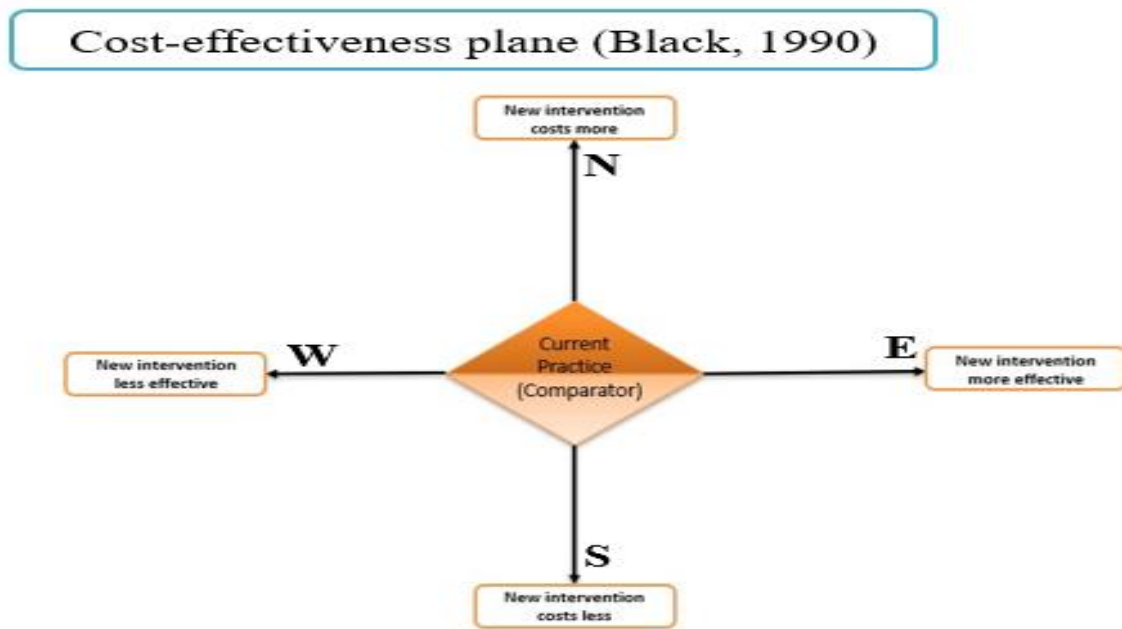 Cost-effectiveness plane (Black, 1990)
New intervention
costs more
N
Current
Practice
(Comparator)
W
E
New intervention
less effective
New intervention
more effective
S
New intervention
costs less